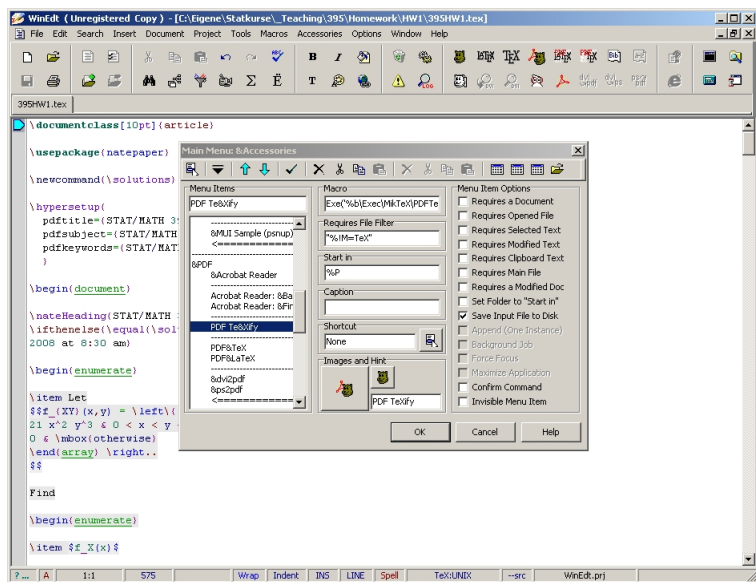 WinEdt ( Unregistered Copy ) - [C:\Eigene\Statkurse\_Teaching\395\Homework\HW1\395HW1.tex]
File Edit Search Insert Document Project Tools Macros Accessories Options Window Help
395HW1.tex
\documentclass[10pt]{article}
\usepackage{natepaper}
\newcommand{\solutions}
\hypersetup{
pdftitle={STAT/MATH 39
pdfsubject={STAT/MATH
pdfkeywords={STAT/MAT
}
\begin{document}
\nateHeading{STAT/MATH
\ifthenelse{\equal{\sol
2008 at 8:30 am}
\begin{enumerate}
\item Let
$$f_{XY}(x,y) = \left\{
21 x^2 y^3 & 0 < x < y
0 & \mbox{otherwise}
\end{array} \right..
$$
Find
\begin{enumerate}
\item $f_X(x)$
Main Menu: &Accessories
Menu Items
PDF Te&Xify
&MUI Sample (psnup)
<===========
&PDF
&Acrobat Reader
Acrobat Reader: &Ba
Acrobat Reader: &Fir
PDF Te&Xify
PDF&TeX
PDF&LaTeX
&dvi2pdf
&ps2pdf
<===========
Macro
Exe('%b\Exec\MikTeX\PDFTe
Requires File Filter
"%!M=TeX"
Start in
%P
Caption
Shortcut
None
Images and Hint
PDF TeXify
Menu Item Options
Requires a Document
Requires Opened File
Requires Selected Text
Requires Modified Text
Requires Clipboard Text
Requires Main File
Requires a Modified Doc
Set Folder to "Start in"
Save Input File to Disk
Append (One Instance)
Background Job
Force Focus
Maximize Application
Confirm Command
Invisible Menu Item
OK Cancel Help
? ... A 1:1 575 Wrap Indent INS LINE Spell TeX:UNIX --src WinEdt.prj